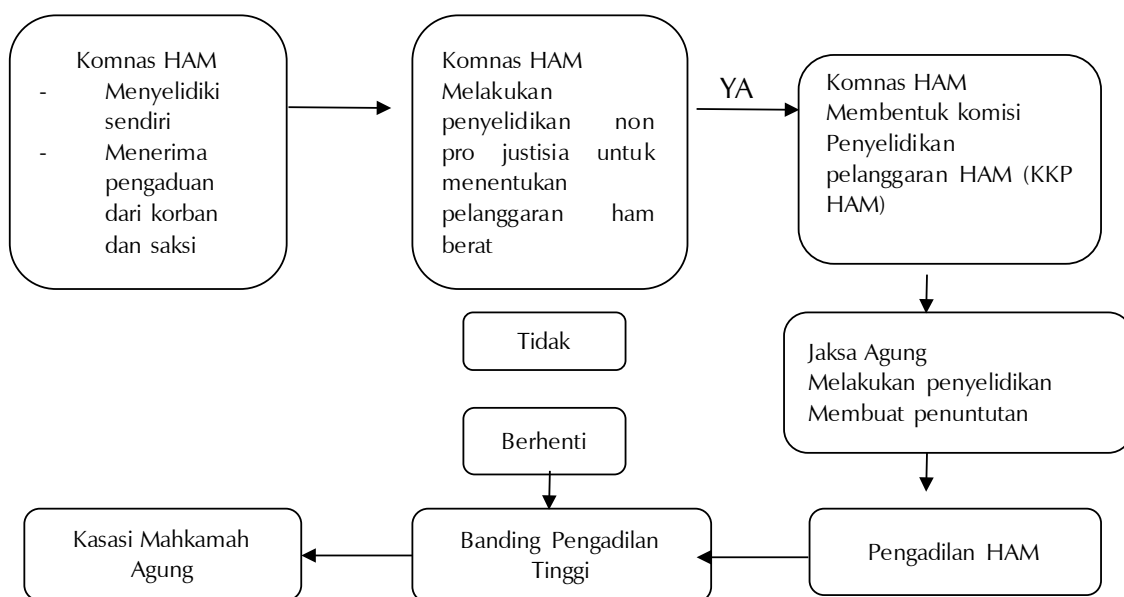 Komnas HAM
- Menyelidiki
sendiri
- Menerima
pengaduan
dari korban
dan saksi
Komnas HAM
Melakukan
penyelidikan non
pro justisia untuk
menentukan
pelanggaran ham
berat
YA
Komnas HAM
Membentuk komisi
Penyelidikan
pelanggaran HAM (KKP
HAM)
Tidak
Jaksa Agung
Melakukan penyelidikan
Membuat penuntutan
Berhenti
Kasasi Mahkamah
Agung
Banding Pengadilan
Tinggi
Pengadilan HAM